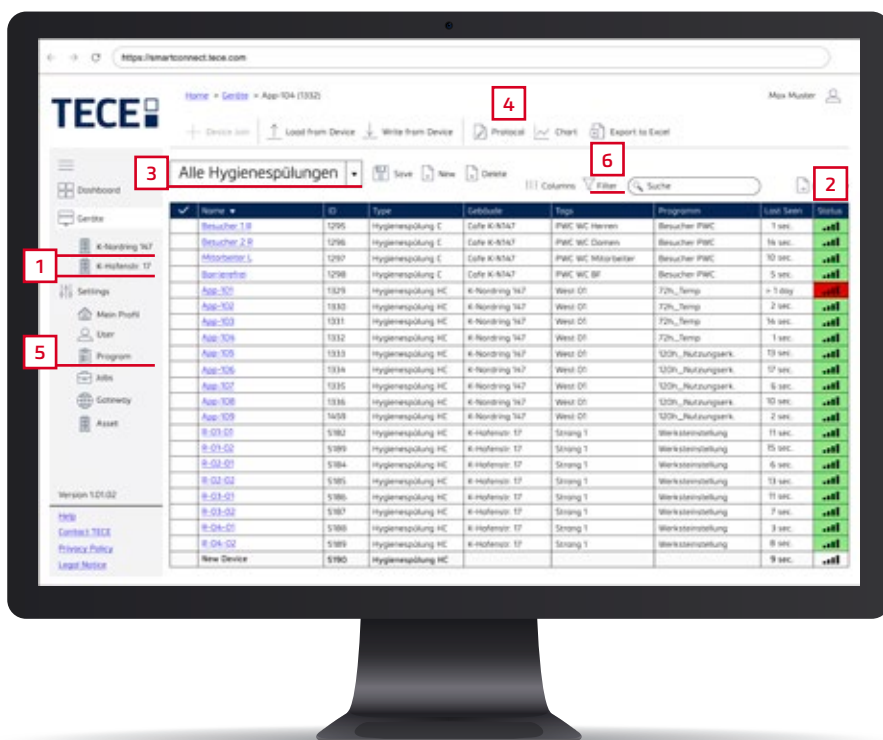 https://smartconnect.tece.com
TECE
Home > Geräte > App-104 (1332)
Max Muster
4
Device Join
Load from Device
Write from Device
Protocol
Chart
Export to Excel
3
Alle Hygienespülungen
Save
New
Delete
6
Columns
Filter
Suche
2
Dashboard
Geräte
K-Nordring 147
1
K-Hafenstr. 17
Settings
Mein Profil
User
5
Program
Jobs
Gateway
Asset
Version 1.01.02
Help
Contact TECE
Privacy Policy
Legal Notice
Name ID Type Gebäude Tags Programm Last Seen Status
Besucher 1 R 1295 Hygienespülung C Cafe K-N147 PWC WC Herren Besucher PWC 1 sec.
Besucher 2 R 1296 Hygienespülung C Cafe K-N147 PWC WC Damen Besucher PWC 14 sec.
Mitarbeiter L 1297 Hygienespülung C Cafe K-N147 PWC WC Mitarbeiter Besucher PWC 10 sec.
Barrierefrei 1298 Hygienespülung C Cafe K-N147 PWC WC BF Besucher PWC 5 sec.
App-101 1329 Hygienespülung HC K-Nordring 147 West 01 72h_Temp > 1 day
App-102 1330 Hygienespülung HC K-Nordring 147 West 01 72h_Temp 2 sec.
App-103 1331 Hygienespülung HC K-Nordring 147 West 01 72h_Temp 14 sec.
App-104 1332 Hygienespülung HC K-Nordring 147 West 01 72h_Temp 1 sec.
App-105 1333 Hygienespülung HC K-Nordring 147 West 01 120h_Nutzungserk. 13 sec.
App-106 1334 Hygienespülung HC K-Nordring 147 West 01 120h_Nutzungserk. 17 sec.
App-107 1335 Hygienespülung HC K-Nordring 147 West 01 120h_Nutzungserk. 6 sec.
App-108 1336 Hygienespülung HC K-Nordring 147 West 01 120h_Nutzungserk. 10 sec.
App-109 1458 Hygienespülung HC K-Nordring 147 West 01 120h_Nutzungserk. 2 sec.
R-01-01 5182 Hygienespülung HC K-Hafenstr. 17 Strang 1 Werkseinstellung 11 sec.
R-01-02 Hygienespülung HC K-Hafenstr. 17 Strang 1 Werkseinstellung 15 sec.
R-02-01 5184 Hygienespülung HC K-Hafenstr. 17 Strang 1 Werkseinstellung 6 sec.
R-02-02 5185 Hygienespülung HC K-Hafenstr. 17 Strang 1 Werkseinstellung 13 sec.
R-03-01 5186 Hygienespülung HC K-Hafenstr. 17 Strang 1 Werkseinstellung 11 sec.
R-03-02 5187 Hygienespülung HC K-Hafenstr. 17 Strang 1 Werkseinstellung 7 sec.
R-04-01 5188 Hygienespülung HC K-Hafenstr. 17 Strang 1 Werkseinstellung 3 sec.
R-04-02 5189 Hygienespülung HC K-Hafenstr. 17 Strang 1 Werkseinstellung 8 sec.
New Device 5190 Hygienespülung HC 9 sec.